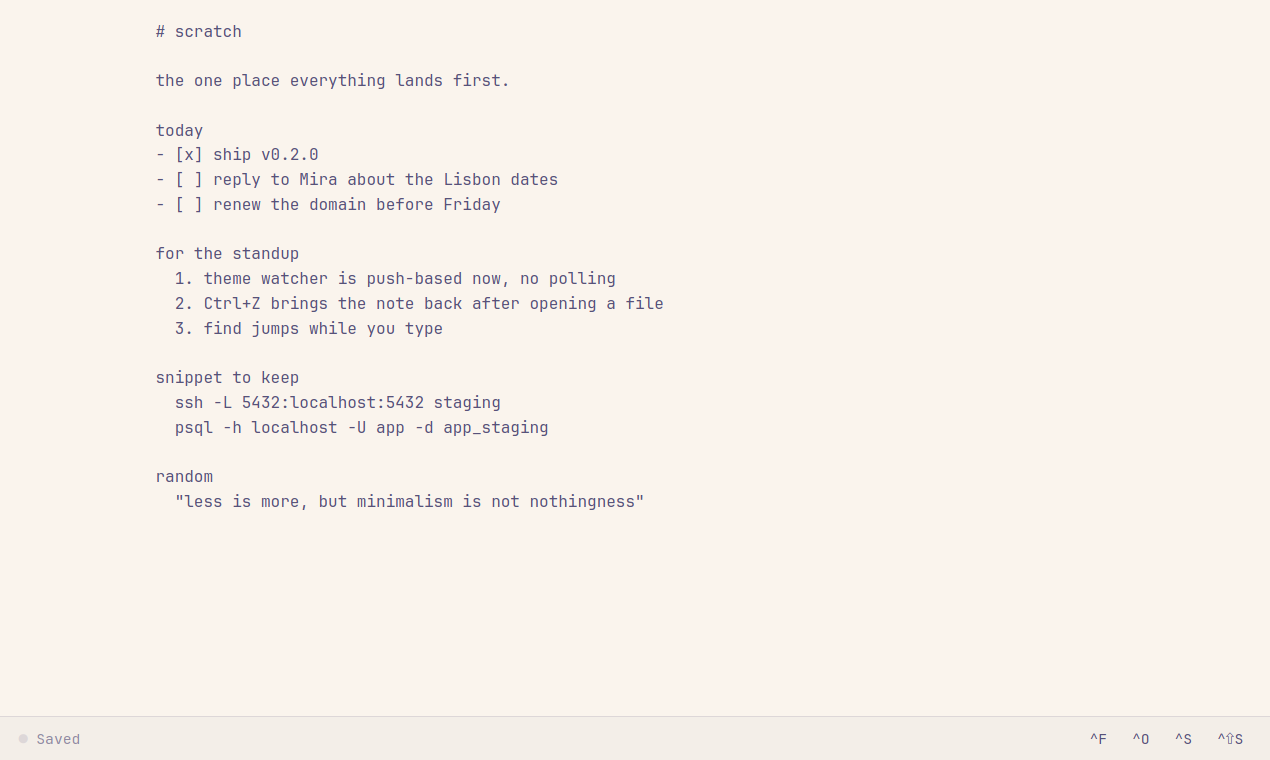 # scratch
the one place everything lands first.
today
- [x] ship v0.2.0
- [ ] reply to Mira about the Lisbon dates
- [ ] renew the domain before Friday
for the standup
1. theme watcher is push-based now, no polling
2. Ctrl+Z brings the note back after opening a file
3. find jumps while you type
snippet to keep
ssh -L 5432:localhost:5432 staging
psql -h localhost -U app -d app_staging
random
"less is more, but minimalism is not nothingness"
Saved ^F ^O ^S ^⇧S